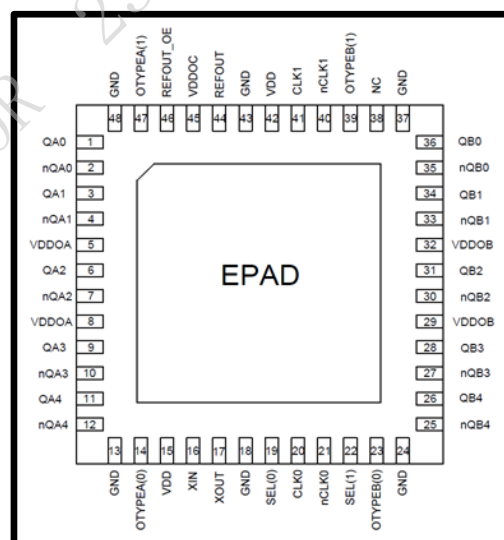 GND
OTYPEA(1)
REFOUT_OE
VDDOC
REFOUT
GND
VDD
CLK1
nCLK1
OTYPEB(1)
NC
GND
48 47 46 45 44 43 42 41 40 39 38 37
QA0 1 36 QB0
nQA0 2 35 nQB0
QA1 3 34 QB1
nQA1 4 33 nQB1
VDDOA 5 32 VDDOB
QA2 6 31 QB2
nQA2 7 30 nQB2
VDDOA 8 29 VDDOB
QA3 9 28 QB3
nQA3 10 27 nQB3
QA4 11 26 QB4
nQA4 12 25 nQB4
EPAD
13 14 15 16 17 18 19 20 21 22 23 24
GND
OTYPEA(0)
VDD
XIN
XOUT
GND
SEL(0)
CLK0
nCLK0
SEL(1)
OTYPEB(0)
GND